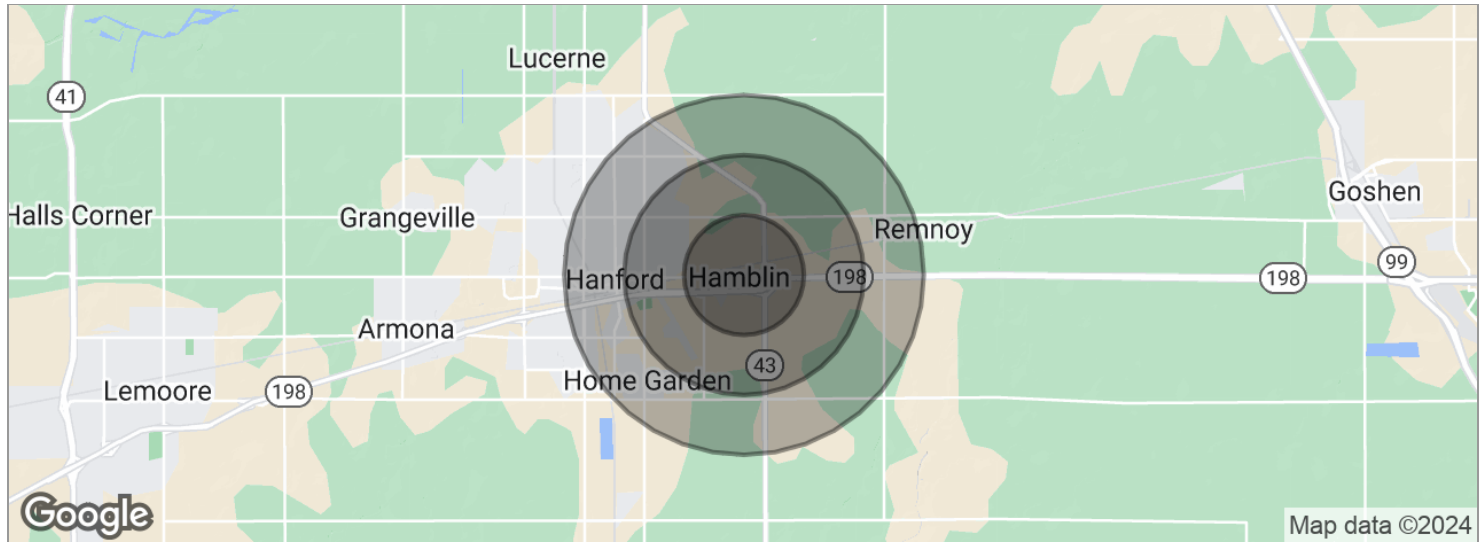 Lucerne
41
Halls Corner
Grangeville
Remnoy
Goshen
Hanford
Hamblin
198
198
99
Armona
43
Home Garden
Lemoore
198
Google
Map data ©2024